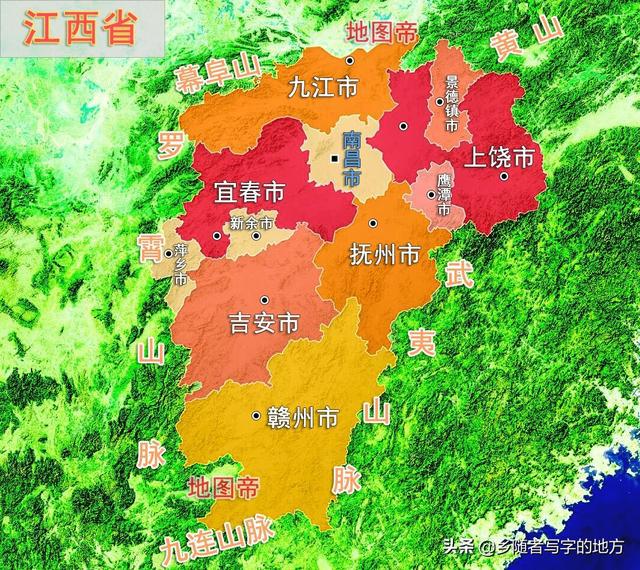 江西省
地图帝
黄山
幕阜山
九江市
景德镇市
罗霄山脉
南昌市
上饶市
鹰潭市
宜春市
新余市
萍乡市
抚州市
武夷山脉
吉安市
赣州市
地图帝
九连山脉
头条 @乡随者写字的地方